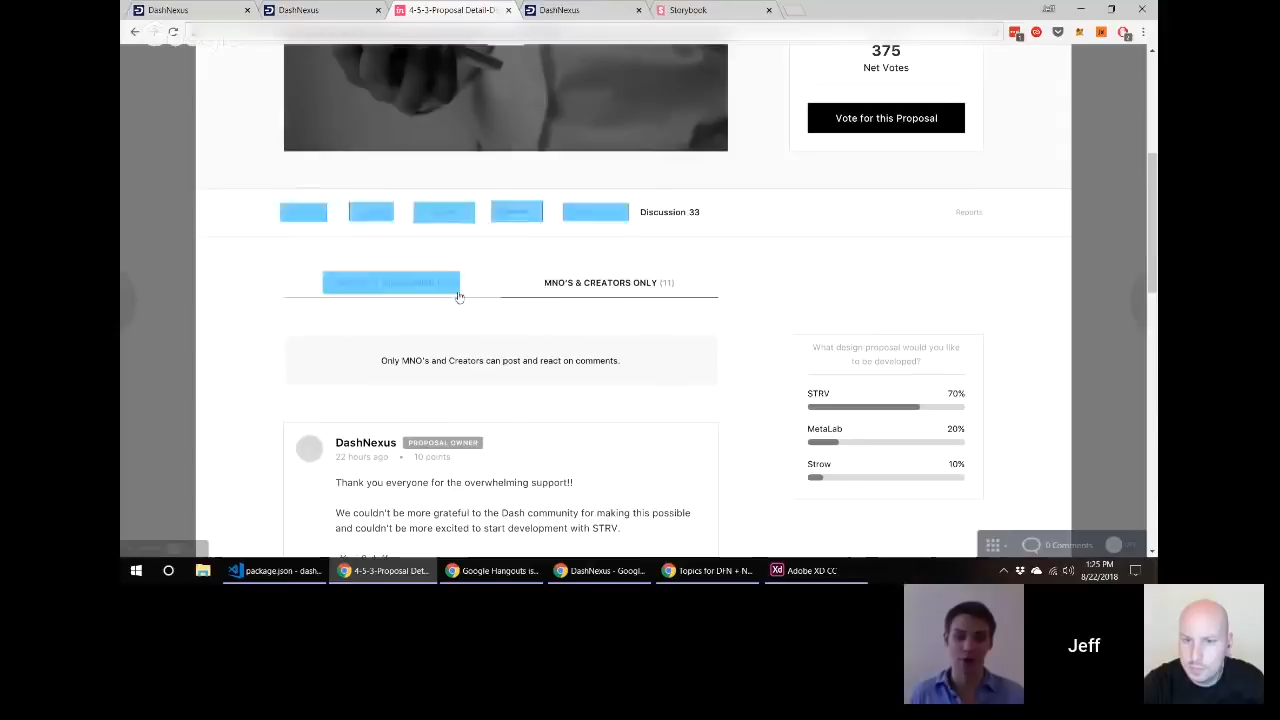 DashNexus
DashNexus
4-5-3-Proposal Detail-D
DashNexus
Storybook
Jeff
375
Net Votes
Vote for this Proposal
Discussion 33
Reports
MNO'S & CREATORS ONLY (11)
Only MNO's and Creators can post and react on comments.
What design proposal would you like
to be developed?
STRV 70%
MetaLab 20%
Strow 10%
DashNexus PROPOSAL OWNER
22 hours ago • 10 points
Thank you everyone for the overwhelming support!!
We couldn't be more grateful to the Dash community for making this possible
and couldn't be more excited to start development with STRV.
0 Comments
package.json - dash...
4-5-3-Proposal Det...
Google Hangouts is...
DashNexus - Googl...
Topics for DFN + N...
Adobe XD CC
1:25 PM
8/22/2018
Jeff